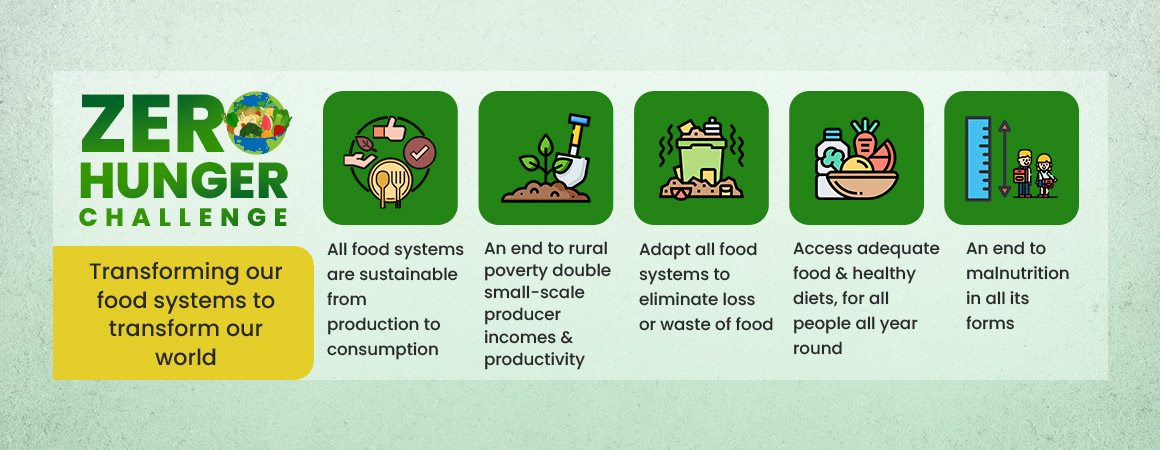 ZERO
HUNGER
CHALLENGE
Transforming our
food systems to
transform our
world
All food systems
are sustainable
from
production to
consumption
An end to rural
poverty double
small-scale
producer
incomes &
productivity
Adapt all food
systems to
eliminate loss
or waste of food
Access adequate
food & healthy
diets, for all
people all year
round
An end to
malnutrition
in all its
forms